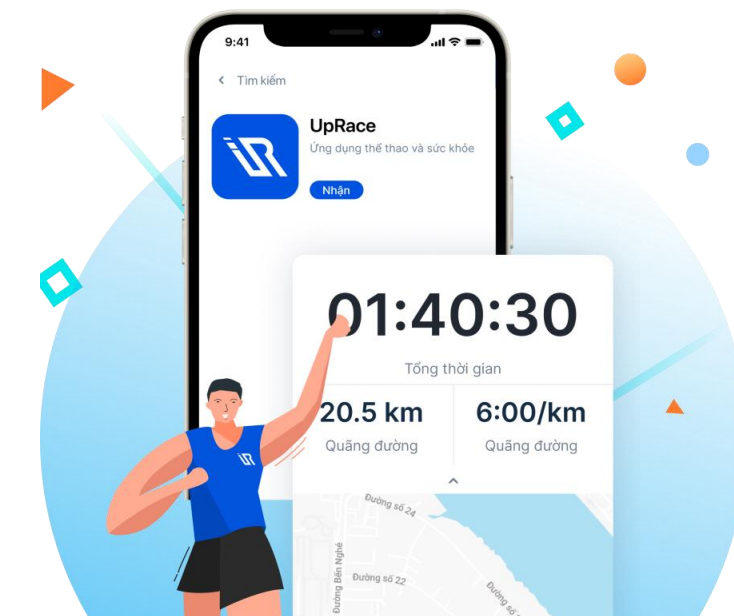 9:41
Tìm kiếm
UpRace
Ứng dụng thể thao và sức khỏe
Nhận
01:40:30
Tổng thời gian
20.5 km
6:00/km
Quãng đường
Quãng đường
Đường số 24
Đường Bến Nghé
Đường số 22
Đường số